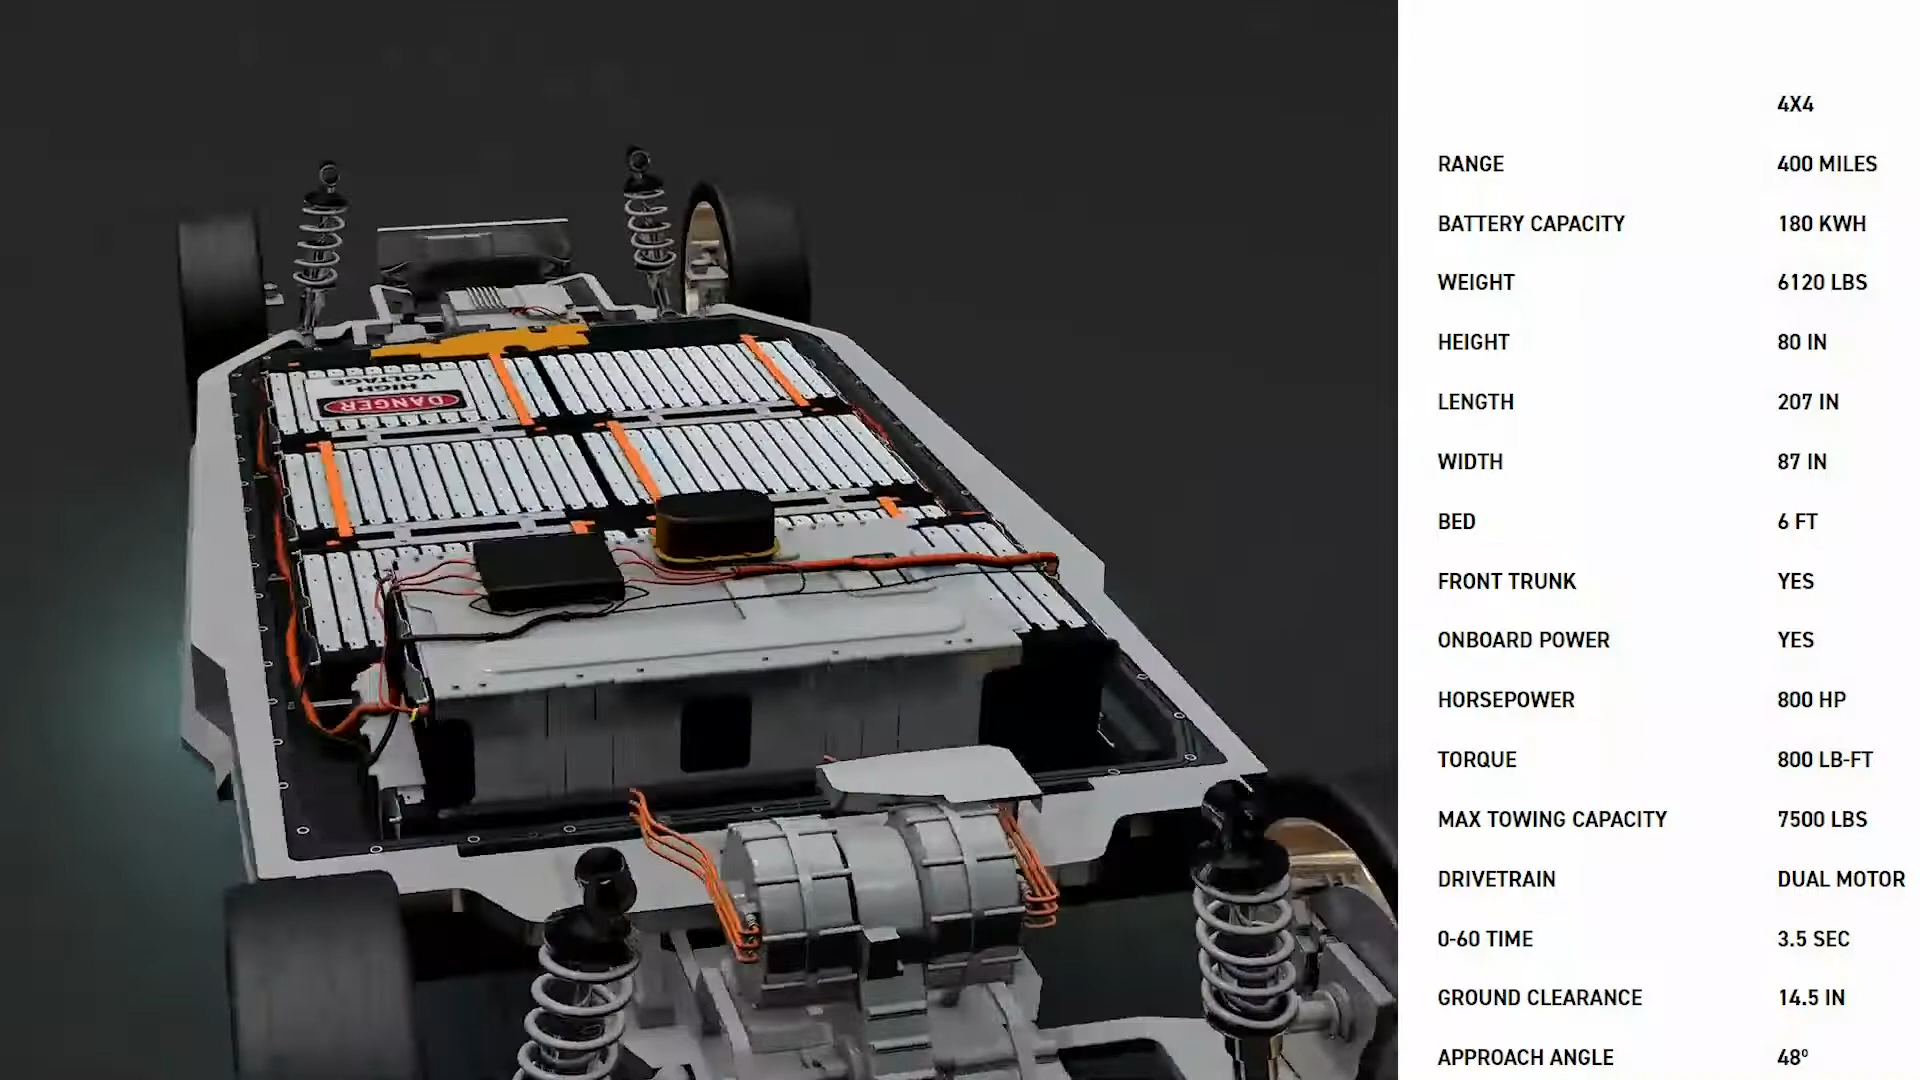 HIGH
VOLTAGE
DANGER
4X4
RANGE 400 MILES
BATTERY CAPACITY 180 KWH
WEIGHT 6120 LBS
HEIGHT 80 IN
LENGTH 207 IN
WIDTH 87 IN
BED 6 FT
FRONT TRUNK YES
ONBOARD POWER YES
HORSEPOWER 800 HP
TORQUE 800 LB-FT
MAX TOWING CAPACITY 7500 LBS
DRIVETRAIN DUAL MOTOR
0-60 TIME 3.5 SEC
GROUND CLEARANCE 14.5 IN
APPROACH ANGLE 48º